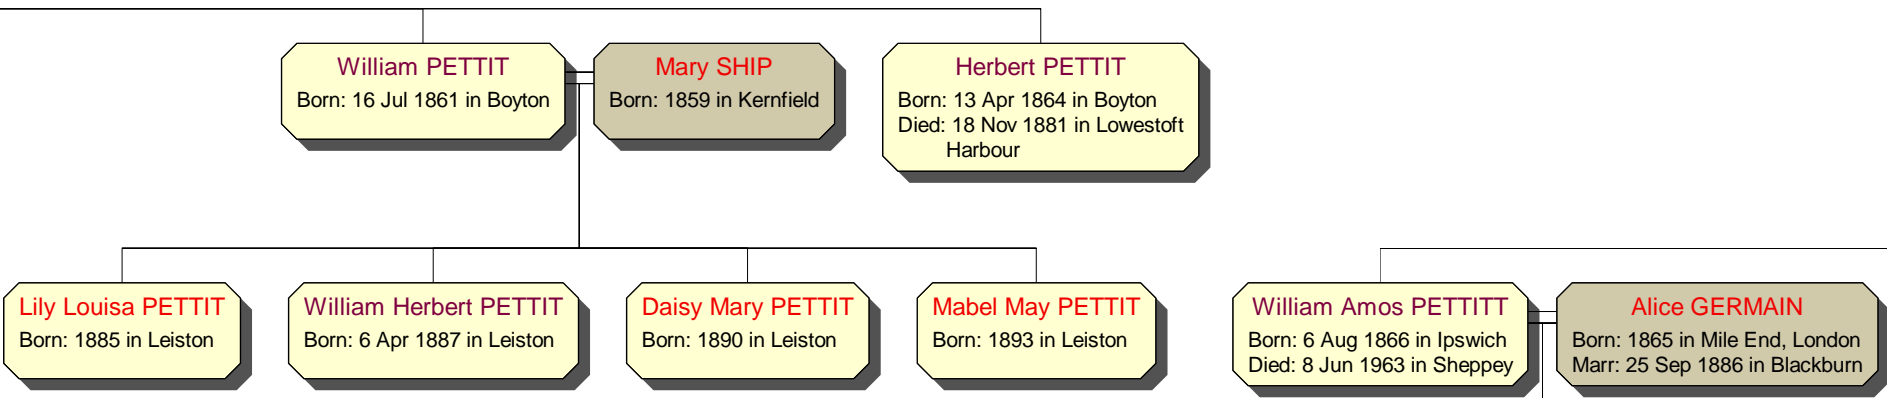 William PETTIT
Born: 16 Jul 1861 in Boyton
Mary SHIP
Born: 1859 in Kernfield
Herbert PETTIT
Born: 13 Apr 1864 in Boyton
Died: 18 Nov 1881 in Lowestoft
Harbour
Lily Louisa PETTIT
Born: 1885 in Leiston
William Herbert PETTIT
Born: 6 Apr 1887 in Leiston
Daisy Mary PETTIT
Born: 1890 in Leiston
Mabel May PETTIT
Born: 1893 in Leiston
William Amos PETTITT
Born: 6 Aug 1866 in Ipswich
Died: 8 Jun 1963 in Sheppey
Alice GERMAIN
Born: 1865 in Mile End, London
Marr: 25 Sep 1886 in Blackburn